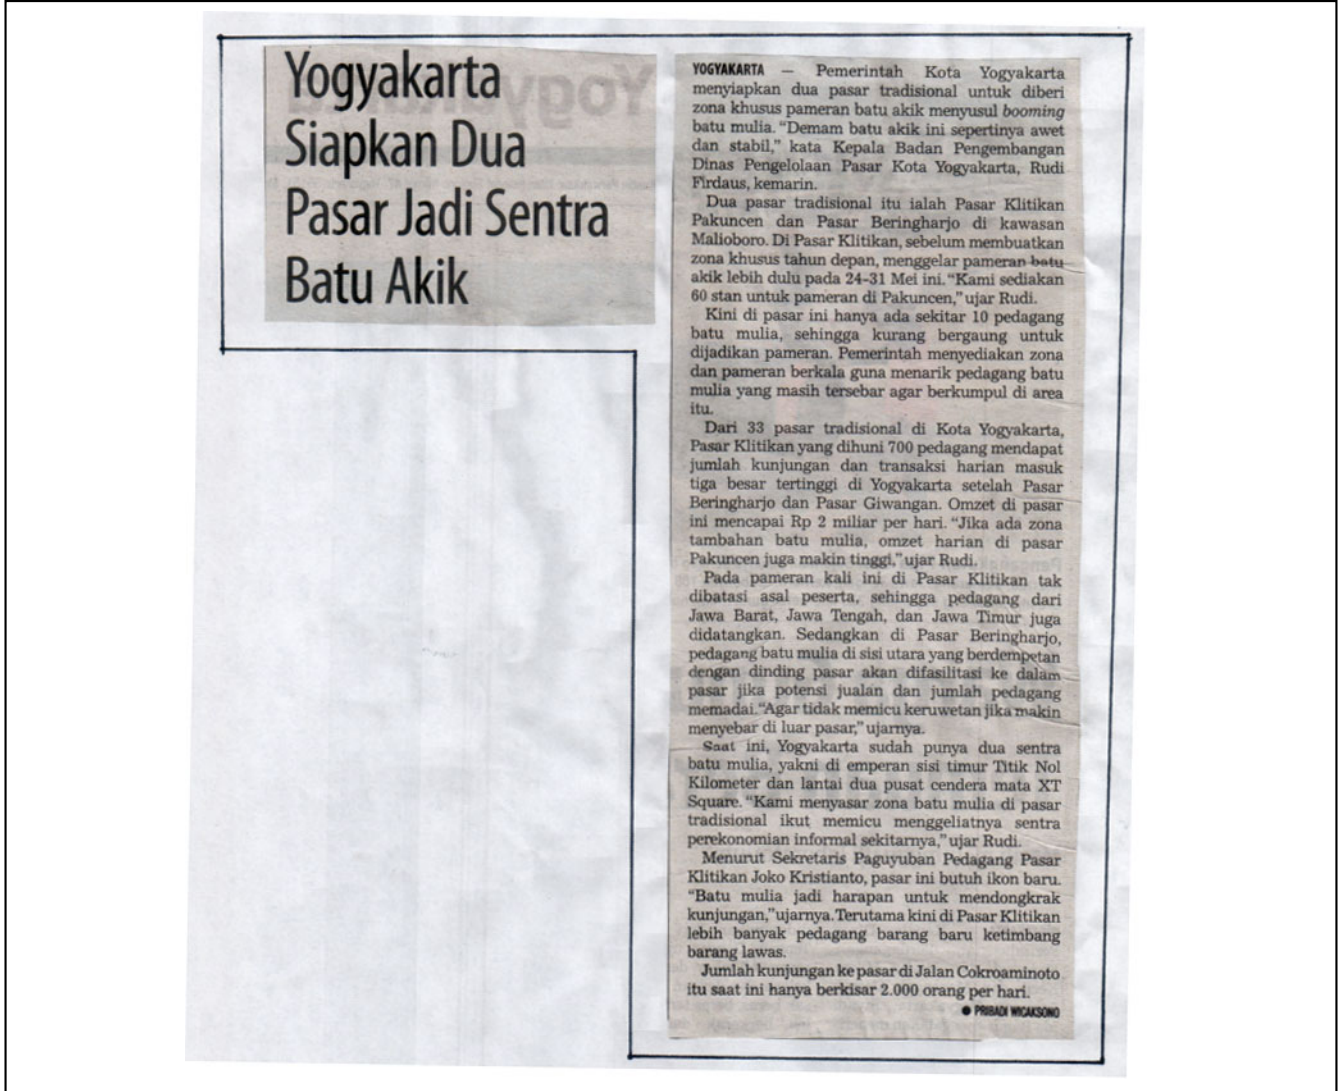 Yogyakarta
Siapkan Dua
Pasar Jadi Sentra
Batu Akik
YOGYAKARTA — Pemerintah Kota Yogyakarta
menyiapkan dua pasar tradisional untuk diberi
zona khusus pameran batu akik menyusul booming
batu mulia. “Demam batu akik ini sepertinya awet
dan stabil,” kata Kepala Badan Pengembangan
Dinas Pengelolaan Pasar Kota Yogyakarta, Rudi
Firdaus, kemarin.
Dua pasar tradisional itu ialah Pasar Klitikan
Pakuncen dan Pasar Beringharjo di kawasan
Malioboro. Di Pasar Klitikan, sebelum membuatkan
zona khusus tahun depan, menggelar pameran batu
akik lebih dulu pada 24-31 Mei ini. “Kami sediakan
60 stan untuk pameran di Pakuncen,” ujar Rudi.
Kini di pasar ini hanya ada sekitar 10 pedagang
batu mulia, sehingga kurang bergaung untuk
dijadikan pameran. Pemerintah menyediakan zona
dan pameran berkala guna menarik pedagang batu
mulia yang masih tersebar agar berkumpul di area
itu.
Dari 33 pasar tradisional di Kota Yogyakarta,
Pasar Klitikan yang dihuni 700 pedagang mendapat
jumlah kunjungan dan transaksi harian masuk
tiga besar tertinggi di Yogyakarta setelah Pasar
Beringharjo dan Pasar Giwangan. Omzet di pasar
ini mencapai Rp 2 miliar per hari. “Jika ada zona
tambahan batu mulia, omzet harian di pasar
Pakuncen juga makin tinggi,” ujar Rudi.
Pada pameran kali ini di Pasar Klitikan tak
dibatasi asal peserta, sehingga pedagang dari
Jawa Barat, Jawa Tengah, dan Jawa Timur juga
didatangkan. Sedangkan di Pasar Beringharjo,
pedagang batu mulia di sisi utara yang berdempetan
dengan dinding pasar akan difasilitasi ke dalam
pasar jika potensi jualan dan jumlah pedagang
memadai. “Agar tidak memicu keruwetan jika makin
menyebar di luar pasar,” ujarnya.
Saat ini, Yogyakarta sudah punya dua sentra
batu mulia, yakni di emperan sisi timur Titik Nol
Kilometer dan lantai dua pusat cendera mata XT
Square. “Kami menyasar zona batu mulia di pasar
tradisional ikut memicu menggeliatnya sentra
perekonomian informal sekitarnya,” ujar Rudi.
Menurut Sekretaris Paguyuban Pedagang Pasar
Klitikan Joko Kristianto, pasar ini butuh ikon baru.
“Batu mulia jadi harapan untuk mendongkrak
kunjungan,” ujarnya. Terutama kini di Pasar Klitikan
lebih banyak pedagang barang baru ketimbang
barang lawas.
Jumlah kunjungan ke pasar di Jalan Cokroaminoto
itu saat ini hanya berkisar 2.000 orang per hari.
● PRIBADI WICAKSONO